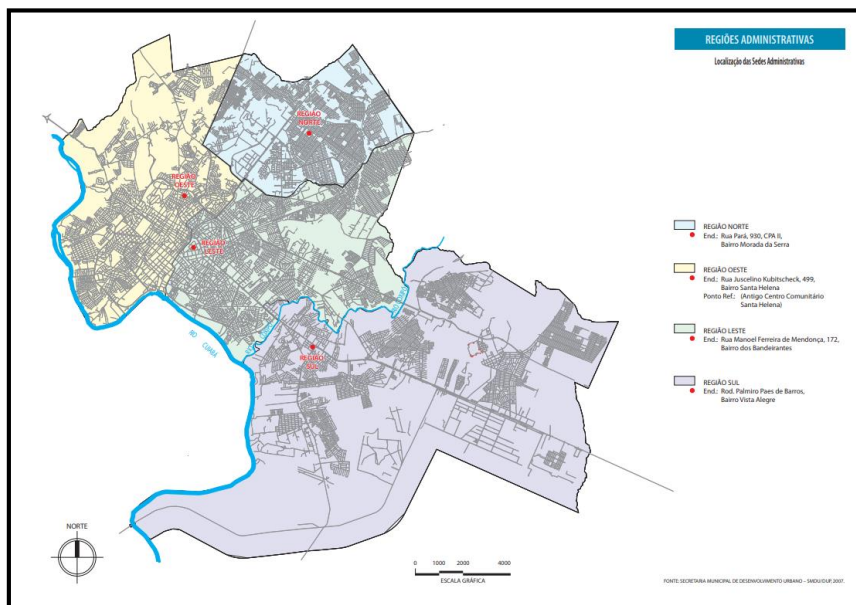 REGIÕES ADMINISTRATIVAS
Localização das Sedes Administrativas
REGIÃO
NORTE
REGIÃO
OESTE
REGIÃO
LESTE
REGIÃO
SUL
RIO CUIABÁ
RIO COXIPÓ
REGIÃO NORTE
End.: Rua Pará, 930, CPA II,
Bairro Morada da Serra
REGIÃO OESTE
End.: Rua Juscelino Kubitscheck, 499,
Bairro Santa Helena
Ponto Ref.: (Antigo Centro Comunitário
Santa Helena)
REGIÃO LESTE
End.: Rua Manoel Ferreira de Mendonça, 172,
Bairro dos Bandeirantes
REGIÃO SUL
End.: Rod. Palmiro Paes de Barros,
Bairro Vista Alegre
NORTE
0 1000 2000 4000
ESCALA GRÁFICA
FONTE: SECRETARIA MUNICIPAL DE DESENVOLVIMENTO URBANO – SMDU/DUP, 2007.